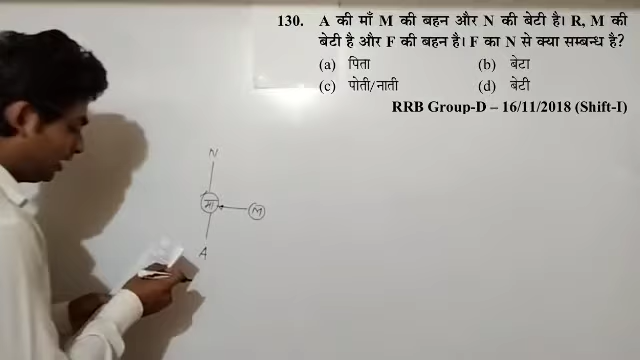 130. A की माँ M की बहन और N की बेटी है। R, M की
बेटी है और F की बहन है। F का N से क्या सम्बन्ध है?
(a) पिता (b) बेटा
(c) पोती/नाती (d) बेटी
RRB Group-D – 16/11/2018 (Shift-I)
N
माँ M
A